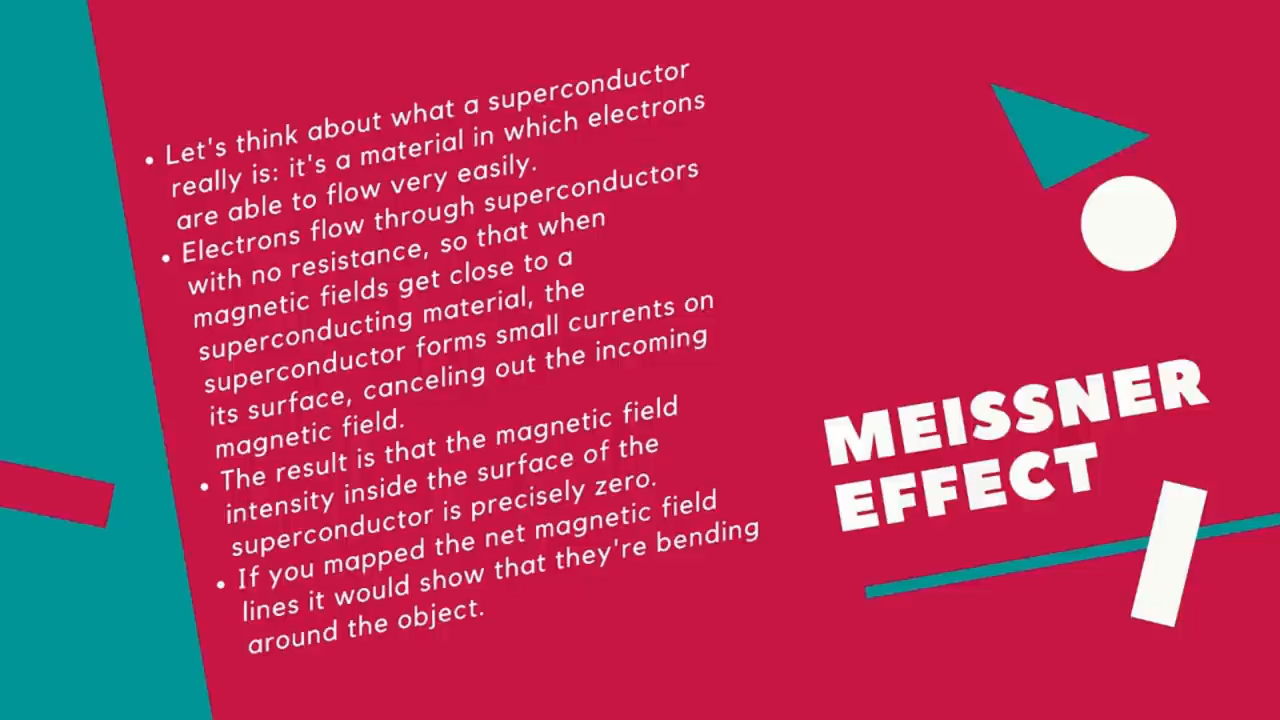 • Let's think about what a superconductor
really is: it's a material in which electrons
are able to flow very easily.
• Electrons flow through superconductors
with no resistance, so that when
magnetic fields get close to a
superconducting material, the
superconductor forms small currents on
its surface, canceling out the incoming
magnetic field.
• The result is that the magnetic field
intensity inside the surface of the
superconductor is precisely zero.
• If you mapped the net magnetic field
lines it would show that they're bending
around the object.
MEISSNER
EFFECT